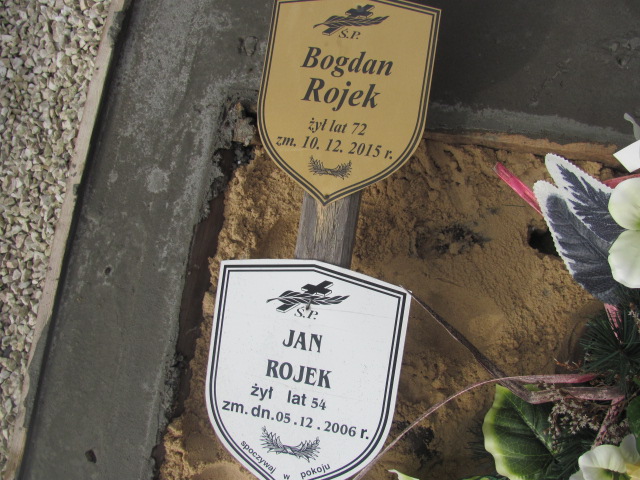 Ś.P.
Bogdan
Rojek
żył lat 72
zm. 10. 12. 2015 r.
Ś.P.
JAN
ROJEK
żył lat 54
zm. dn. 05. 12. 2006 r.
spoczywaj w pokoju